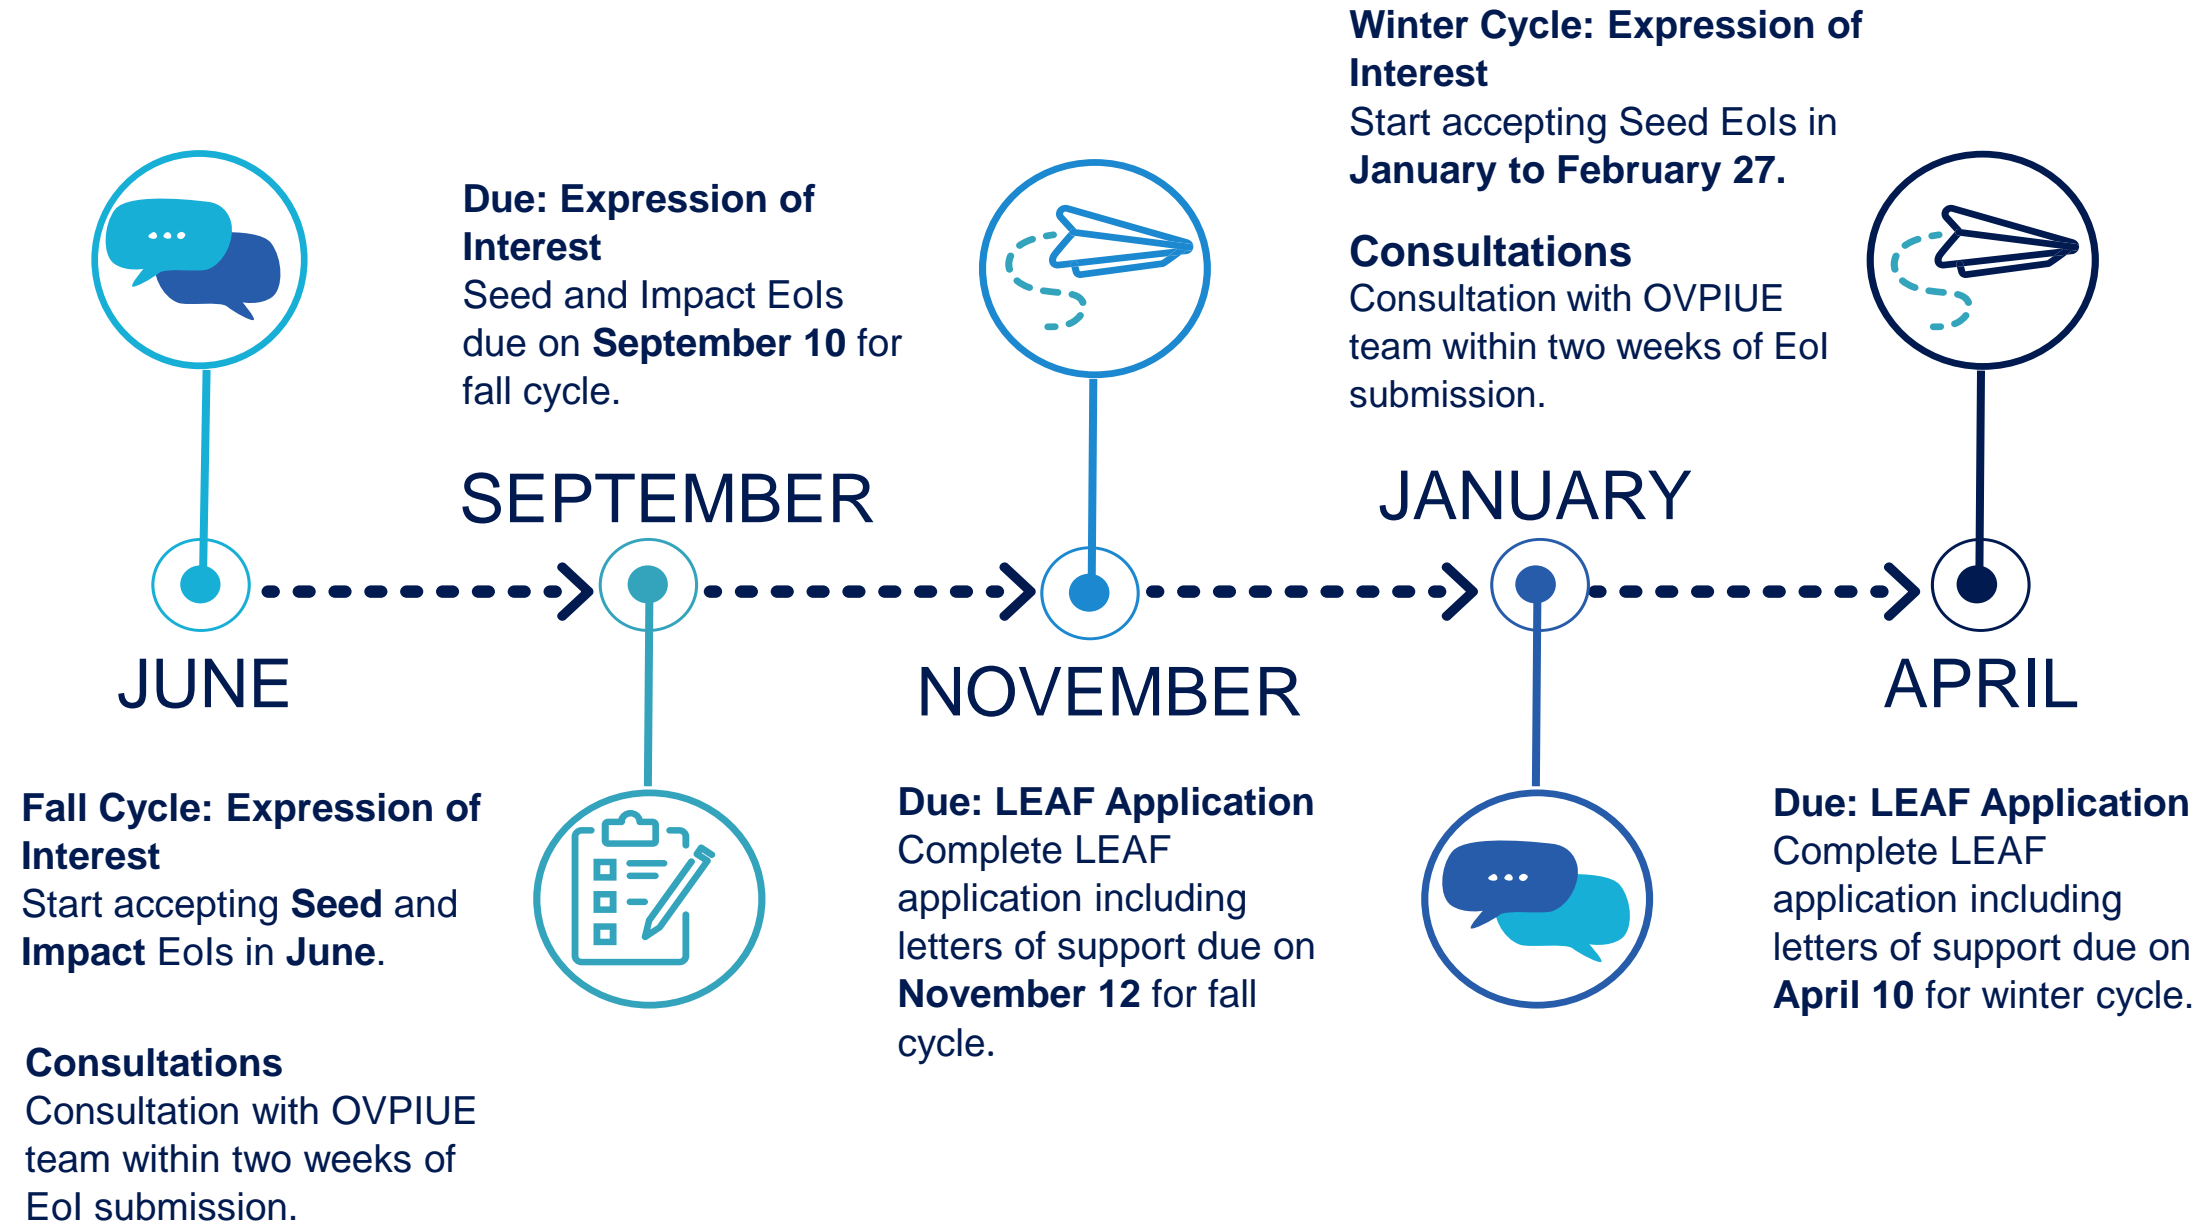 JUNE
Fall Cycle: Expression of
Interest
Start accepting Seed and
Impact EoIs in June.
Consultations
Consultation with OVPIUE
team within two weeks of
EoI submission.
Due: Expression of
Interest
Seed and Impact EoIs
due on September 10 for
fall cycle.
SEPTEMBER
NOVEMBER
Due: LEAF Application
Complete LEAF
application including
letters of support due on
November 12 for fall
cycle.
Winter Cycle: Expression of
Interest
Start accepting Seed EoIs in
January to February 27.
Consultations
Consultation with OVPIUE
team within two weeks of EoI
submission.
JANUARY
APRIL
Due: LEAF Application
Complete LEAF
application including
letters of support due on
April 10 for winter cycle.